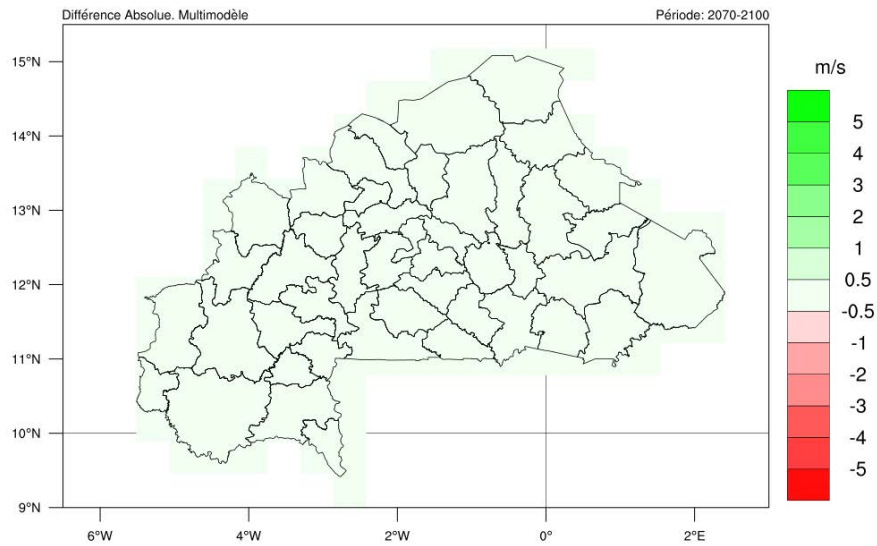 Différence Absolue. Multimodèle
Période: 2070-2100
15°N
14°N
13°N
12°N
11°N
10°N
9°N
6°W
4°W
2°W
0°
2°E
m/s
5
4
3
2
1
0.5
-0.5
-1
-2
-3
-4
-5